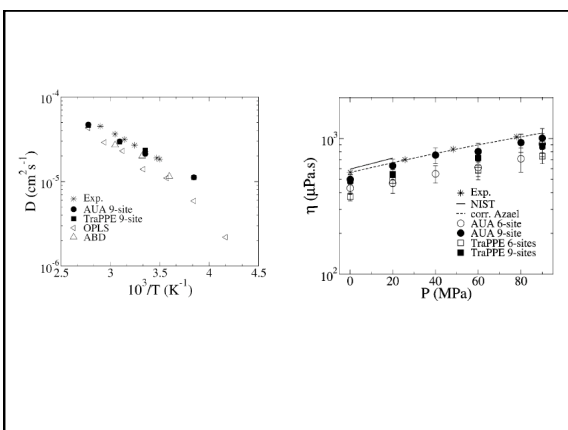 10^-4
D (cm^2 s^-1)
10^-5
10^-6
Exp.
AUA 9-site
TraPPE 9-site
OPLS
ABD
2.5 3 3.5 4 4.5
10^3/T (K^-1)
10^3
η (μPa.s)
10^2
Exp.
NIST
corr. Azael
AUA 6-site
AUA 9-site
TraPPE 6-sites
TraPPE 9-sites
0 20 40 60 80
P (MPa)